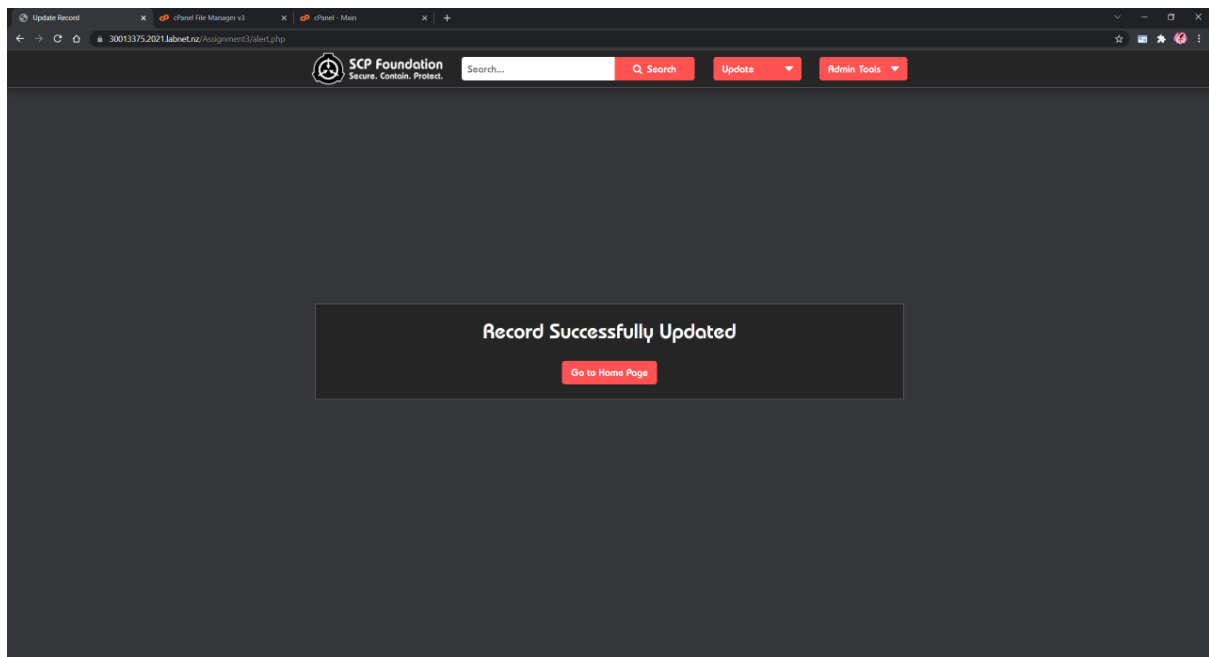 Update Record
cPanel File Manager v3
cPanel - Main
30013375.2021.labnet.nz/Assignment3/alert.php
SCP Foundation
Secure. Contain. Protect.
Search...
Search
Update
Admin Tools
Record Successfully Updated
Go to Home Page